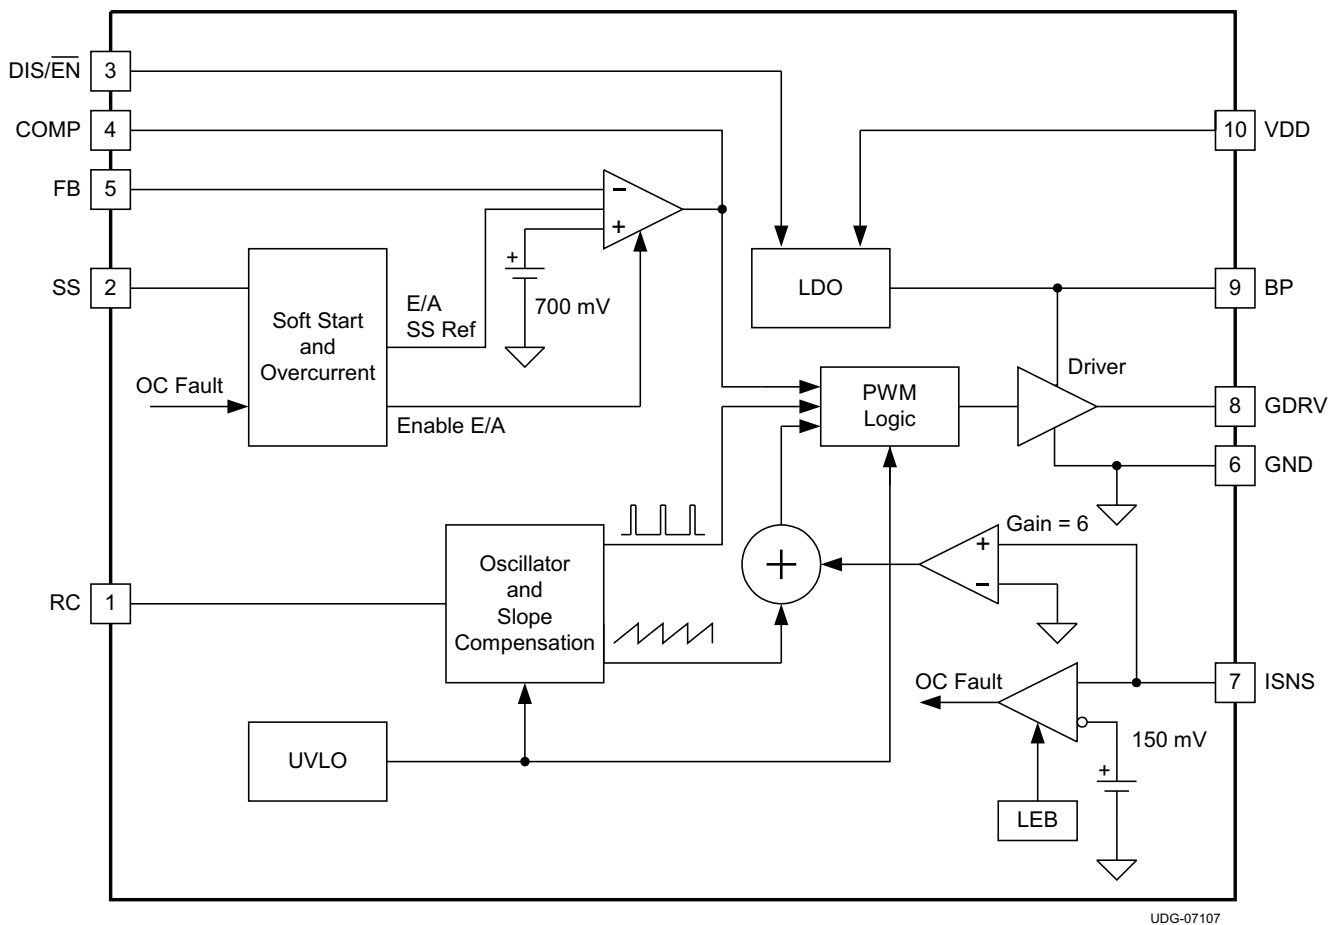 DIS/EN
3
COMP
4
10
VDD
FB
5
−
+
+
700 mV
SS
2
Soft Start
and
Overcurrent
E/A
SS Ref
OC Fault
Enable E/A
LDO
9
BP
PWM
Logic
Driver
8
GDRV
6
GND
Gain = 6
+
−
+
RC
1
Oscillator
and
Slope
Compensation
OC Fault
7
ISNS
150 mV
+
UVLO
LEB
UDG-07107